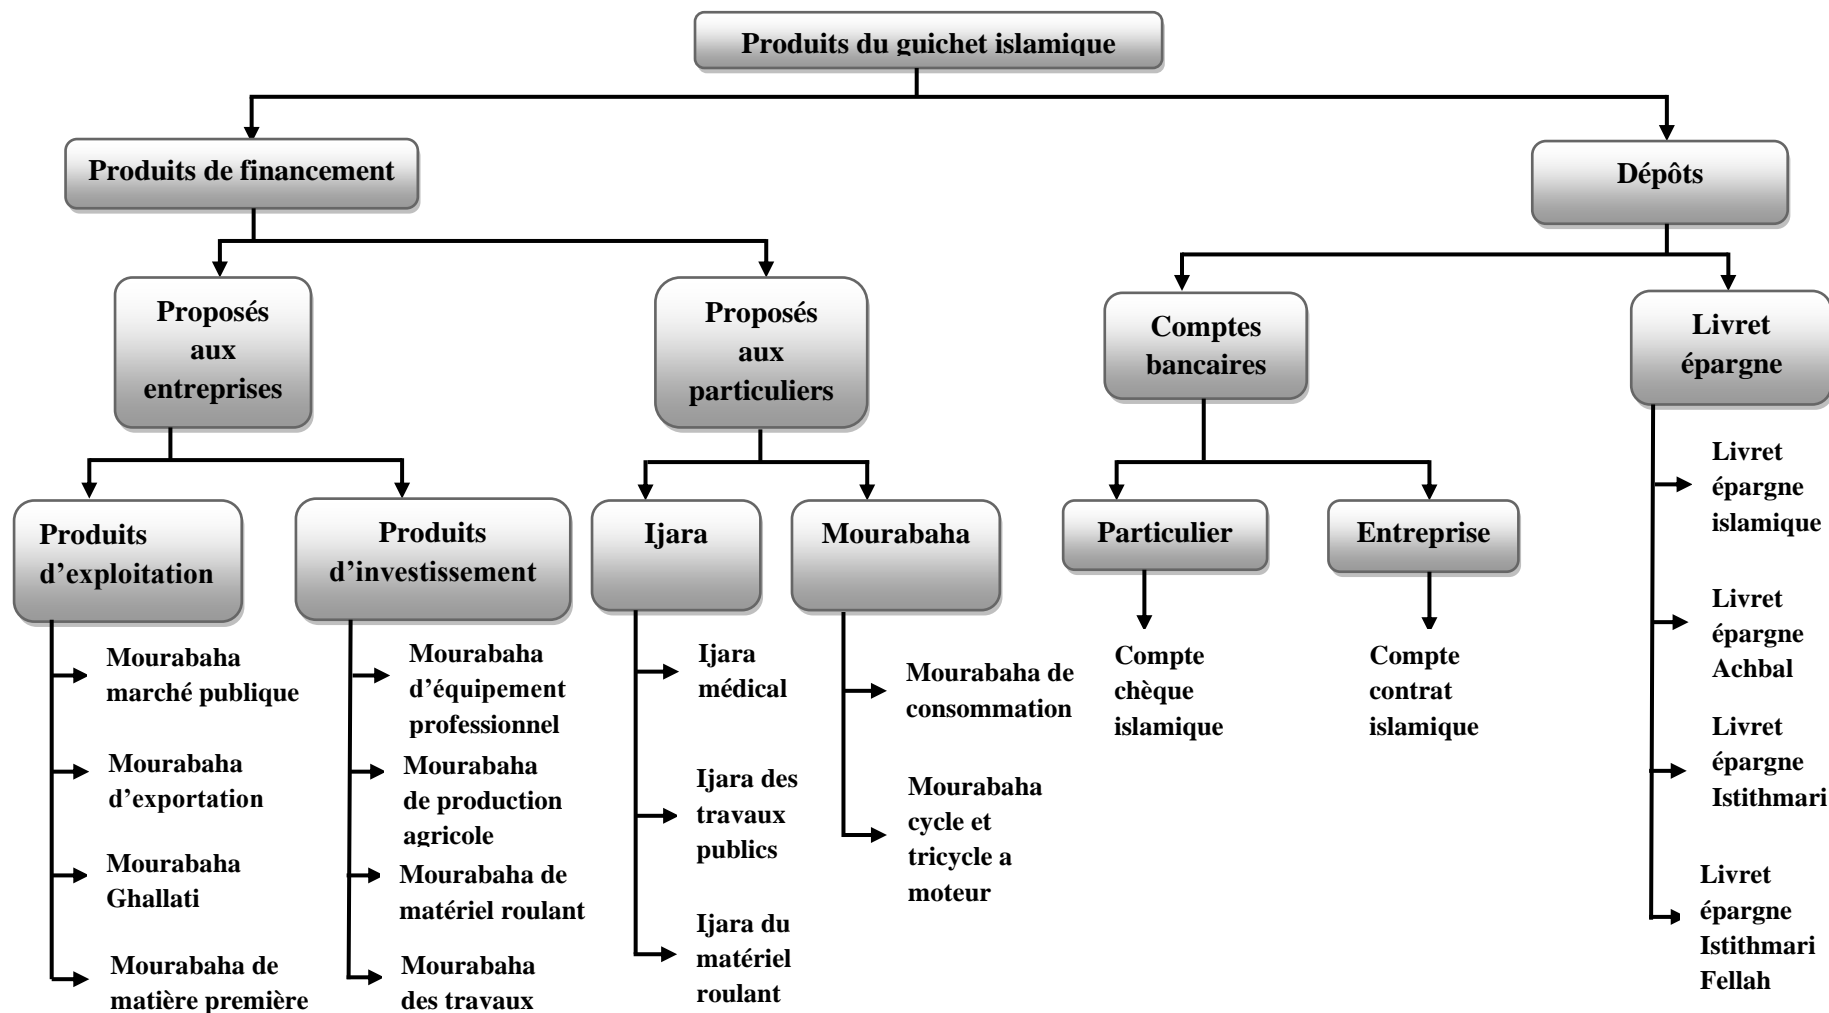 Produits du guichet islamique
Produits de financement
Dépôts
Proposés
aux
entreprises
Proposés
aux
particuliers
Comptes
bancaires
Livret
épargne
Produits
d’exploitation
Produits
d’investissement
Ijara
Mourabaha
Particulier
Entreprise
Mourabaha
marché publique
Mourabaha
d’exportation
Mourabaha
Ghallati
Mourabaha de
matière première
Mourabaha
d’équipement
professionnel
Mourabaha
de production
agricole
Mourabaha de
matériel roulant
Mourabaha
des travaux
Ijara
médical
Ijara des
travaux
publics
Ijara du
matériel
roulant
Mourabaha de
consommation
Mourabaha
cycle et
tricycle a
moteur
Compte
chèque
islamique
Compte
contrat
islamique
Livret
épargne
islamique
Livret
épargne
Achbal
Livret
épargne
Istithmari
Livret
épargne
Istithmari
Fellah